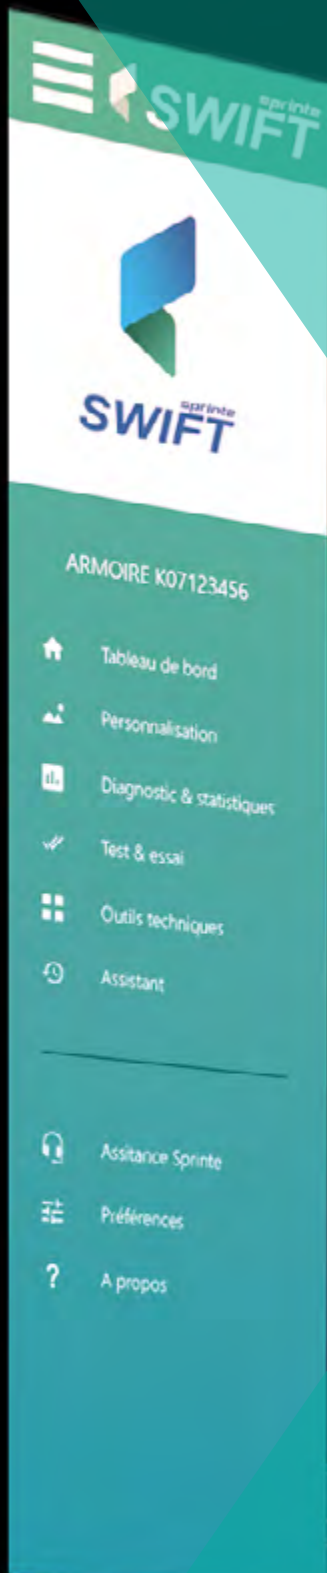 sprinte
SWIFT
sprinte
SWIFT
ARMOIRE K07123456
Tableau de bord
Personnalisation
Diagnostic & statistiques
Test & essai
Outils techniques
Assistant
Assitance Sprinte
Préférences
? A propos